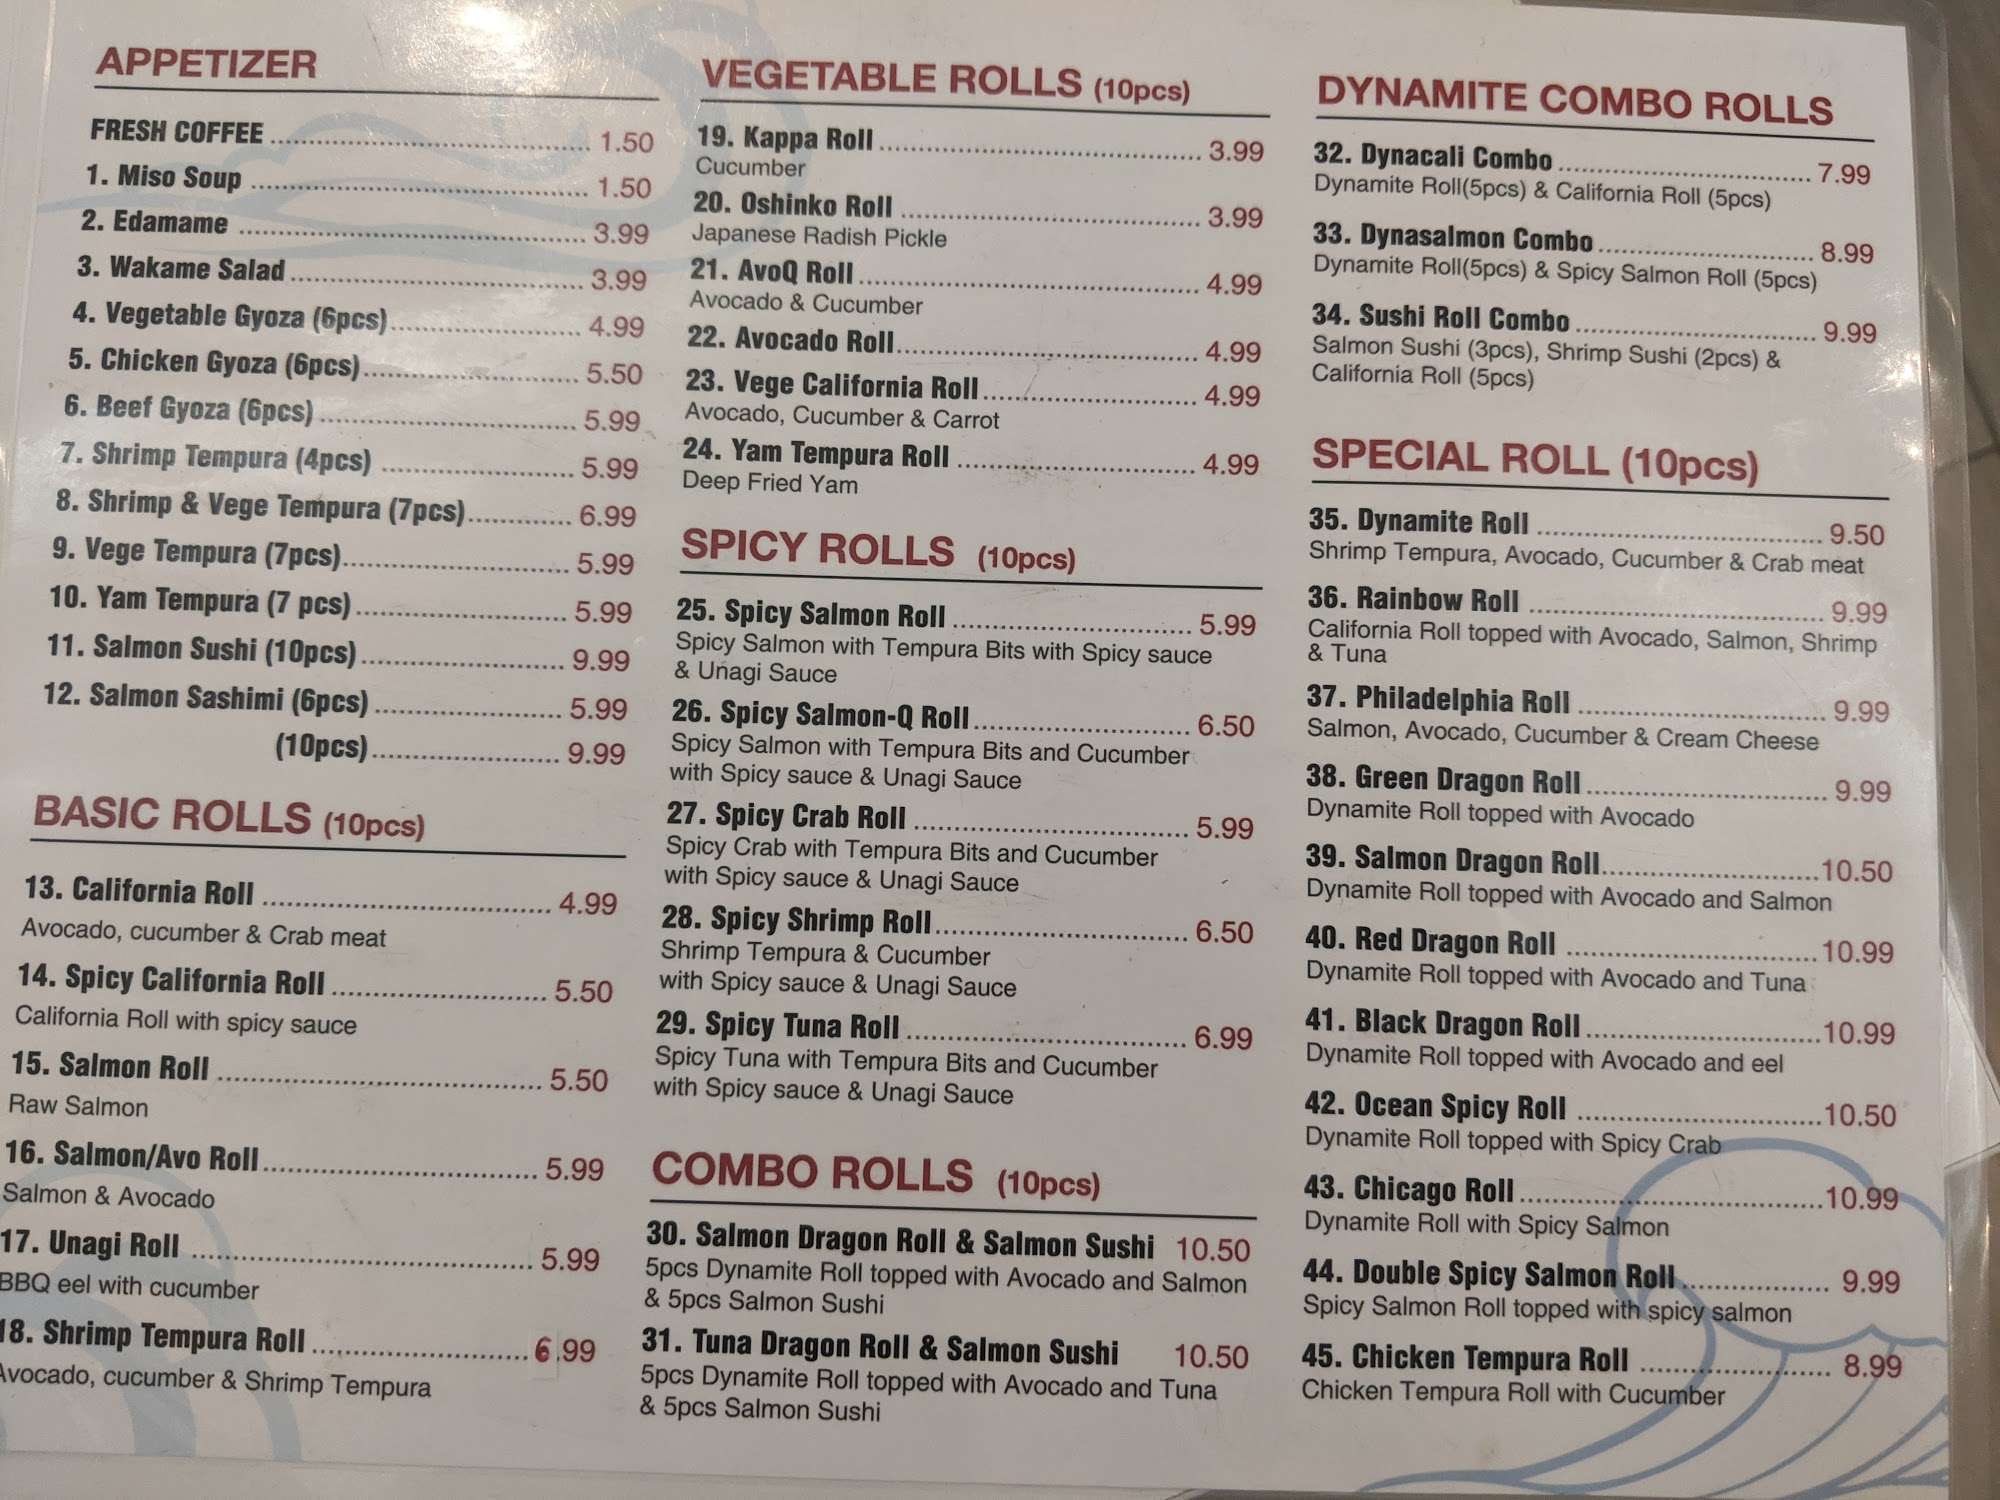 APPETIZER
FRESH COFFEE ........ 1.50
1. Miso Soup ........ 1.50
2. Edamame ........ 3.99
3. Wakame Salad ........ 3.99
4. Vegetable Gyoza (6pcs) ........ 4.99
5. Chicken Gyoza (6pcs) ........ 5.50
6. Beef Gyoza (6pcs) ........ 5.99
7. Shrimp Tempura (4pcs) ........ 5.99
8. Shrimp & Vege Tempura (7pcs) ........ 6.99
9. Vege Tempura (7pcs) ........ 5.99
10. Yam Tempura (7 pcs) ........ 5.99
11. Salmon Sushi (10pcs) ........ 9.99
12. Salmon Sashimi (6pcs) ........ 5.99
(10pcs) ........ 9.99
BASIC ROLLS (10pcs)
13. California Roll ........ 4.99
Avocado, cucumber & Crab meat
14. Spicy California Roll ........ 5.50
California Roll with spicy sauce
15. Salmon Roll ........ 5.50
Raw Salmon
16. Salmon/Avo Roll ........ 5.99
Salmon & Avocado
17. Unagi Roll ........ 5.99
BBQ eel with cucumber
18. Shrimp Tempura Roll ........ 6.99
Avocado, cucumber & Shrimp Tempura
VEGETABLE ROLLS (10pcs)
19. Kappa Roll ........ 3.99
Cucumber
20. Oshinko Roll ........ 3.99
Japanese Radish Pickle
21. AvoQ Roll ........ 4.99
Avocado & Cucumber
22. Avocado Roll ........ 4.99
23. Vege California Roll ........ 4.99
Avocado, Cucumber & Carrot
24. Yam Tempura Roll ........ 4.99
Deep Fried Yam
SPICY ROLLS (10pcs)
25. Spicy Salmon Roll ........ 5.99
Spicy Salmon with Tempura Bits with Spicy sauce
& Unagi Sauce
26. Spicy Salmon-Q Roll ........ 6.50
Spicy Salmon with Tempura Bits and Cucumber
with Spicy sauce & Unagi Sauce
27. Spicy Crab Roll ........ 5.99
Spicy Crab with Tempura Bits and Cucumber
with Spicy sauce & Unagi Sauce
28. Spicy Shrimp Roll ........ 6.50
Shrimp Tempura & Cucumber
with Spicy sauce & Unagi Sauce
29. Spicy Tuna Roll ........ 6.99
Spicy Tuna with Tempura Bits and Cucumber
with Spicy sauce & Unagi Sauce
COMBO ROLLS (10pcs)
30. Salmon Dragon Roll & Salmon Sushi 10.50
5pcs Dynamite Roll topped with Avocado and Salmon
& 5pcs Salmon Sushi
31. Tuna Dragon Roll & Salmon Sushi 10.50
5pcs Dynamite Roll topped with Avocado and Tuna
& 5pcs Salmon Sushi
DYNAMITE COMBO ROLLS
32. Dynacali Combo ........ 7.99
Dynamite Roll(5pcs) & California Roll (5pcs)
33. Dynasalmon Combo ........ 8.99
Dynamite Roll(5pcs) & Spicy Salmon Roll (5pcs)
34. Sushi Roll Combo ........ 9.99
Salmon Sushi (3pcs), Shrimp Sushi (2pcs) &
California Roll (5pcs)
SPECIAL ROLL (10pcs)
35. Dynamite Roll ........ 9.50
Shrimp Tempura, Avocado, Cucumber & Crab meat
36. Rainbow Roll ........ 9.99
California Roll topped with Avocado, Salmon, Shrimp
& Tuna
37. Philadelphia Roll ........ 9.99
Salmon, Avocado, Cucumber & Cream Cheese
38. Green Dragon Roll ........ 9.99
Dynamite Roll topped with Avocado
39. Salmon Dragon Roll ........ 10.50
Dynamite Roll topped with Avocado and Salmon
40. Red Dragon Roll ........ 10.99
Dynamite Roll topped with Avocado and Tuna
41. Black Dragon Roll ........ 10.99
Dynamite Roll topped with Avocado and eel
42. Ocean Spicy Roll ........ 10.50
Dynamite Roll topped with Spicy Crab
43. Chicago Roll ........ 10.99
Dynamite Roll with Spicy Salmon
44. Double Spicy Salmon Roll ........ 9.99
Spicy Salmon Roll topped with spicy salmon
45. Chicken Tempura Roll ........ 8.99
Chicken Tempura Roll with Cucumber